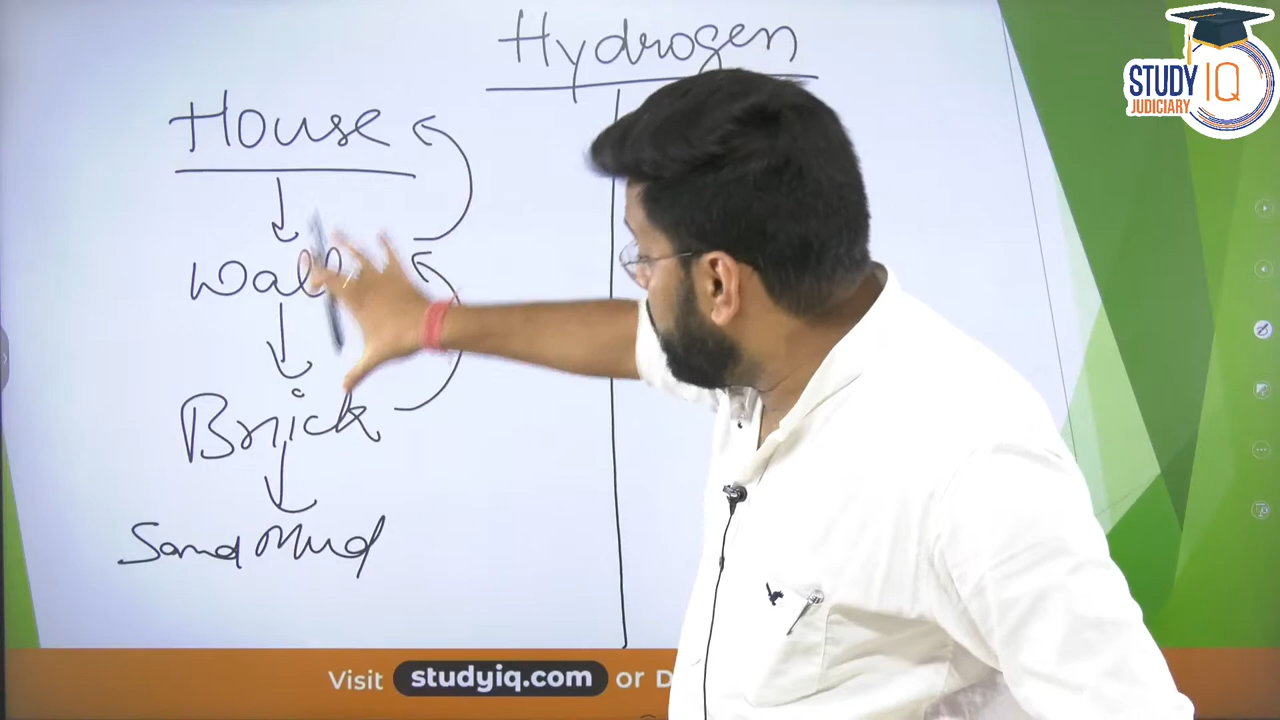 Hydrogen
STUDY IQ
JUDICIARY
House
Wall
Brick
Sand Mud
Visit studyiq.com or D